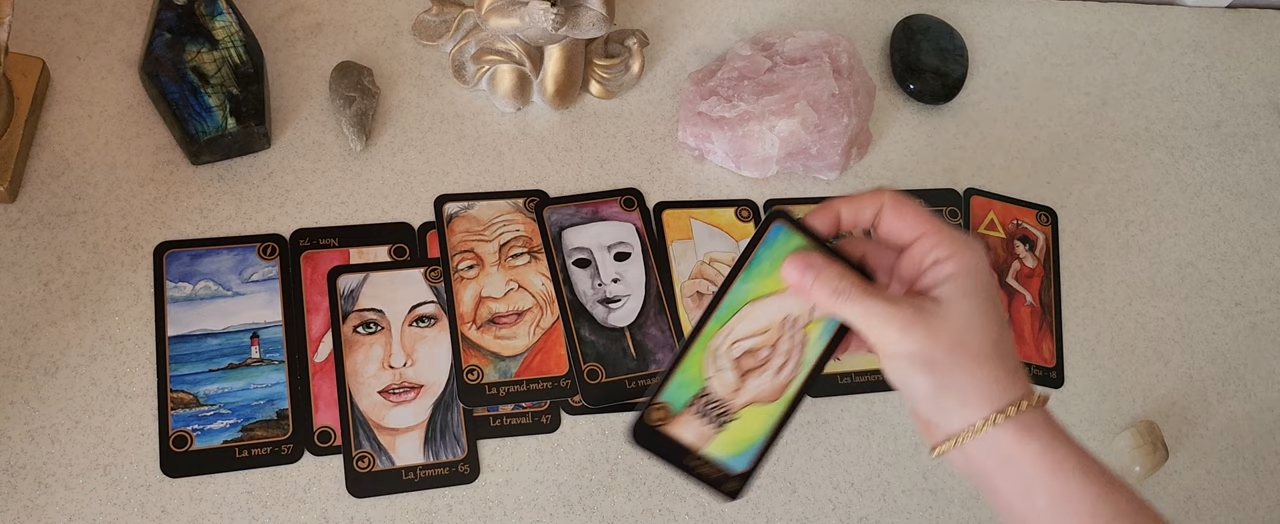 La mer - 57
Non - 72
La femme - 65
La grand-mère - 67
Le travail - 47
Le
Les lauriers
feu - 18